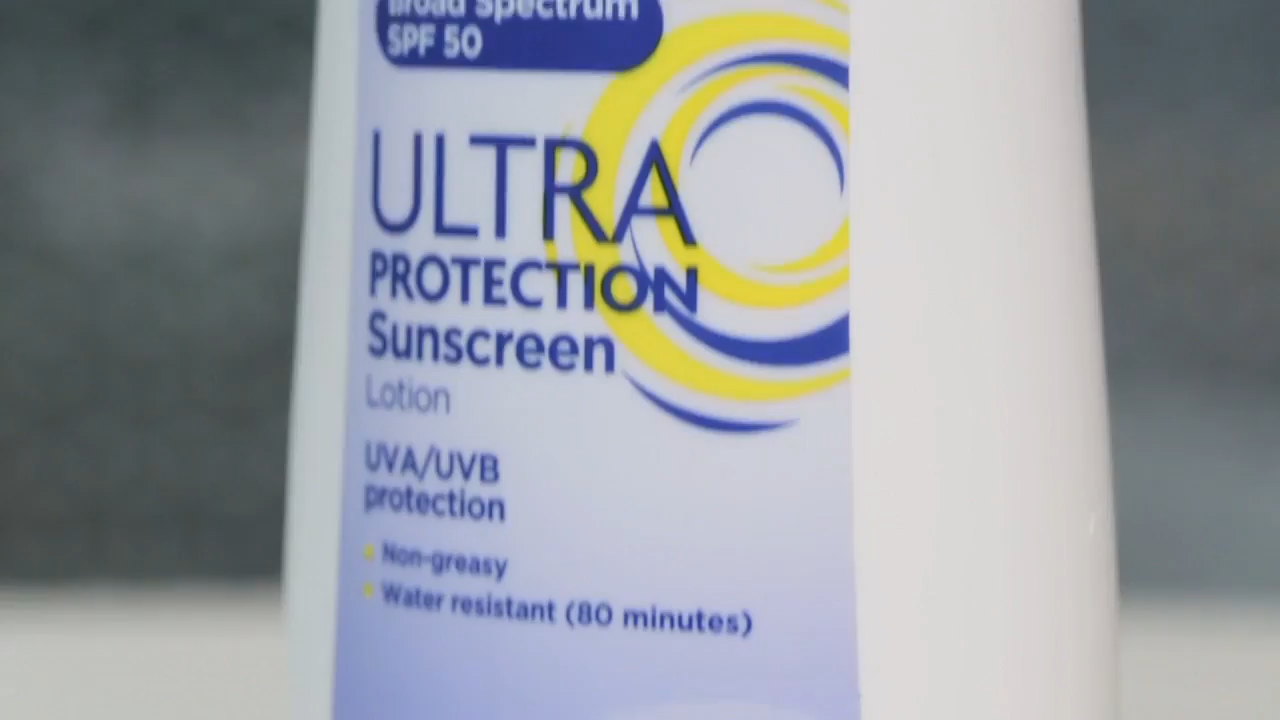 Broad Spectrum
SPF 50
ULTRA
PROTECTION
Sunscreen
Lotion
UVA/UVB
protection
Non-greasy
Water resistant (80 minutes)